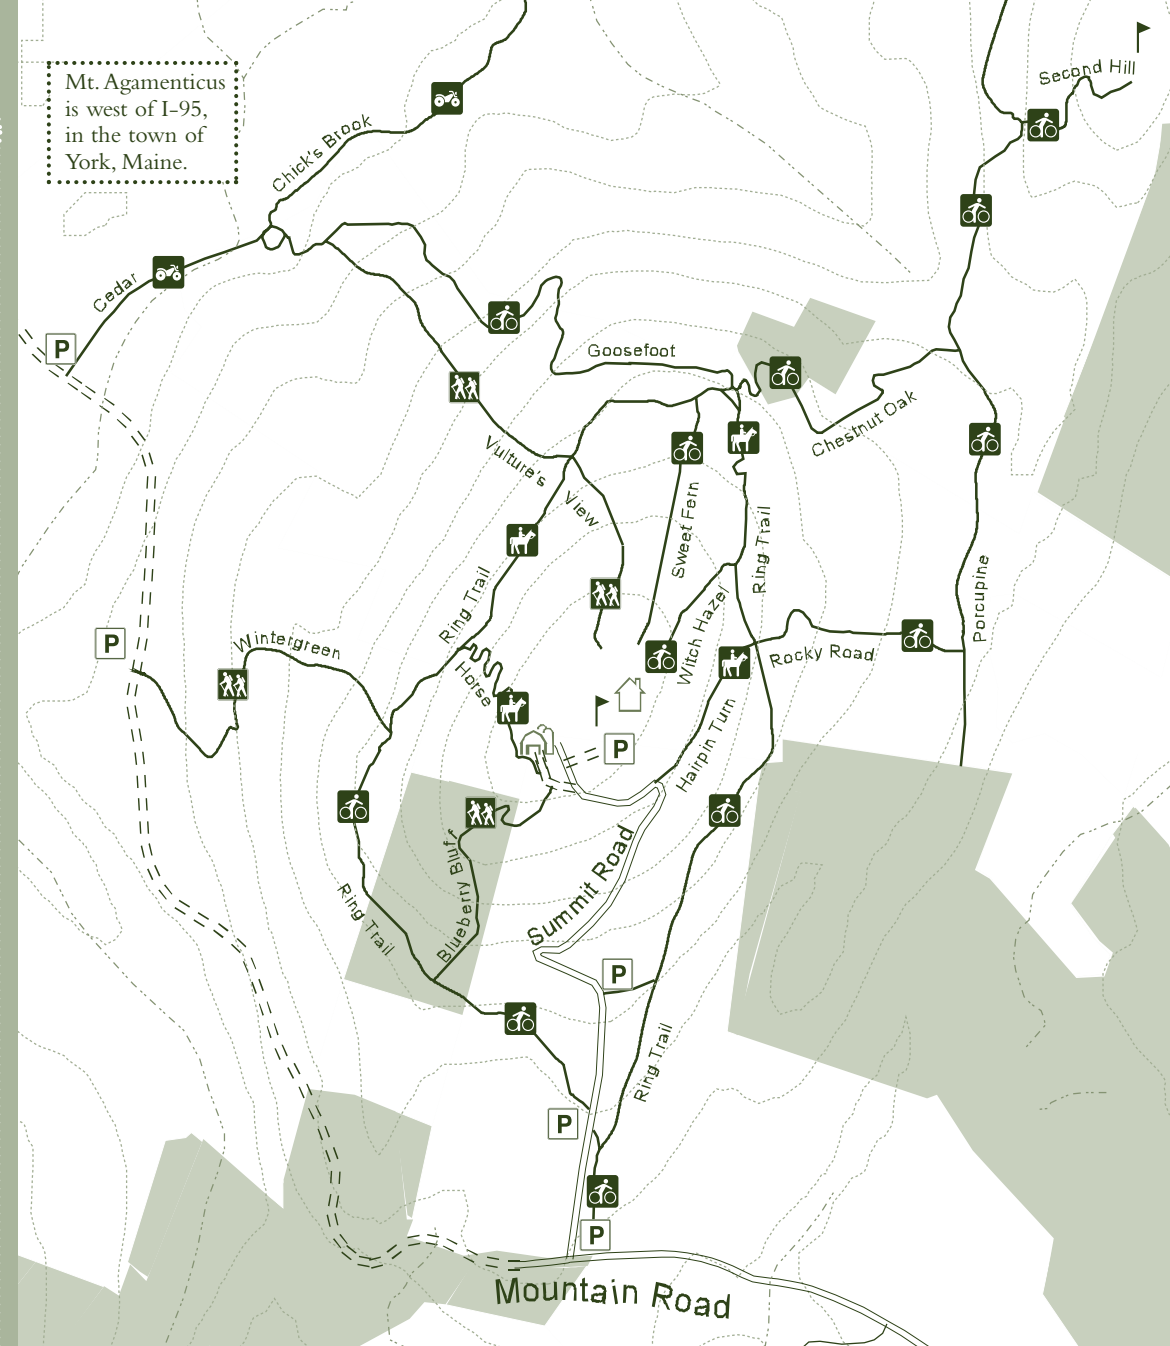 Mt. Agamenticus
is west of I-95,
in the town of
York, Maine.
Second Hill
Chick's Brook
Cedar
P
Goosefoot
Chestnut Oak
Vulture's
View
Sweet Fern
Ring Trail
Porcupine
Ring Trail
Witch Hazel
P
Wintergreen
Rocky Road
Horse
Hairpin Turn
P
Summit Road
Blueberry Bluff
Ring Trail
P
Ring Trail
P
P
Mountain Road